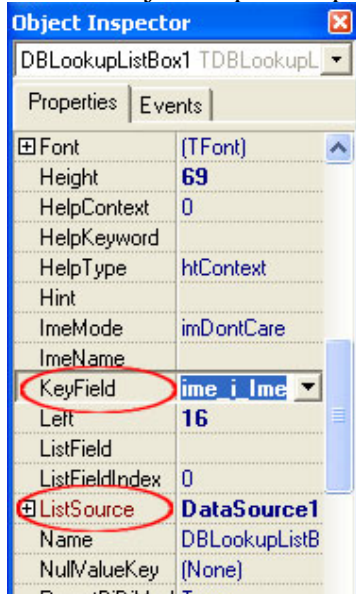 Object Inspector
DBLookupListBox1 TDBLookupL
Properties Events
Font (TFont)
Height 69
HelpContext 0
HelpKeyword
HelpType htContext
Hint
ImeMode imDontCare
ImeName
KeyField ime_i_Ime
Left 16
ListField
ListFieldIndex 0
ListSource DataSource1
Name DBLookupListB
NullValueKey (None)